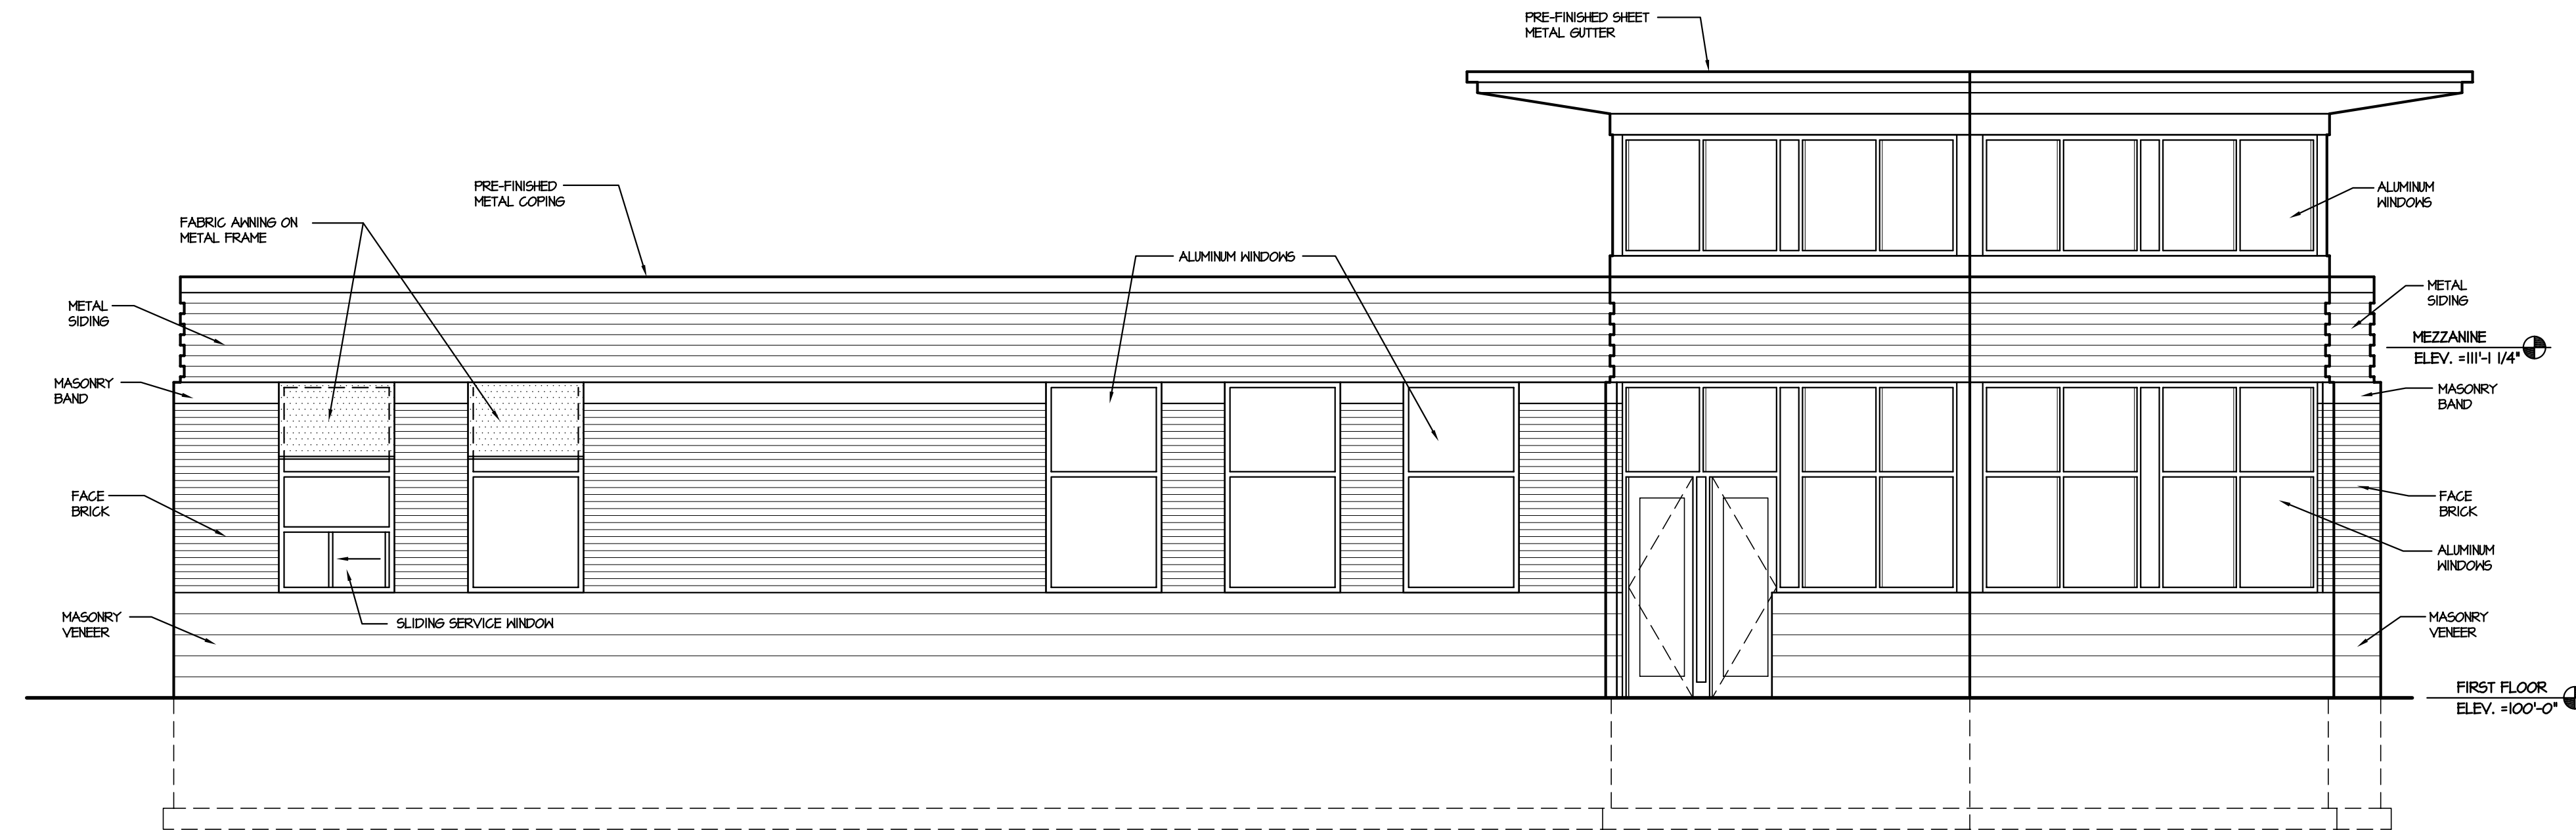 PRE-FINISHED SHEET
METAL GUTTER
PRE-FINISHED
METAL COPING
FABRIC AWNING ON
METAL FRAME
ALUMINUM WINDOWS
ALUMINUM
WINDOWS
METAL
SIDING
METAL
SIDING
MEZZANINE
ELEV. =111'-1 1/4"
MASONRY
BAND
MASONRY
BAND
FACE
BRICK
FACE
BRICK
ALUMINUM
WINDOWS
MASONRY
VENEER
SLIDING SERVICE WINDOW
MASONRY
VENEER
FIRST FLOOR
ELEV. =100'-0"